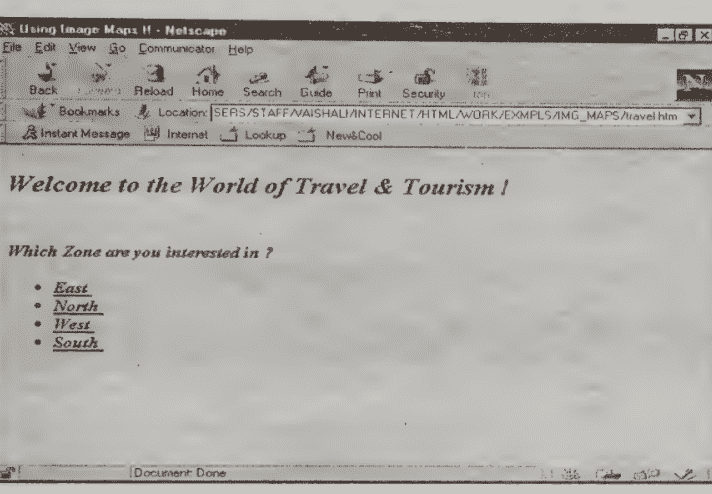 Using Image Maps !! - Netscape
File Edit View Go Communicator Help
Back Reload Home Search Guide Print Security
Bookmarks Location: SERS/STAFF/VAISHALI/INTERNET/HTML/WORK/EXMPLS/IMG_MAPS/travel.htm
Instant Message Internet Lookup New&Cool
Welcome to the World of Travel & Tourism !
Which Zone are you interested in ?
• East
• North
• West
• South
Document: Done